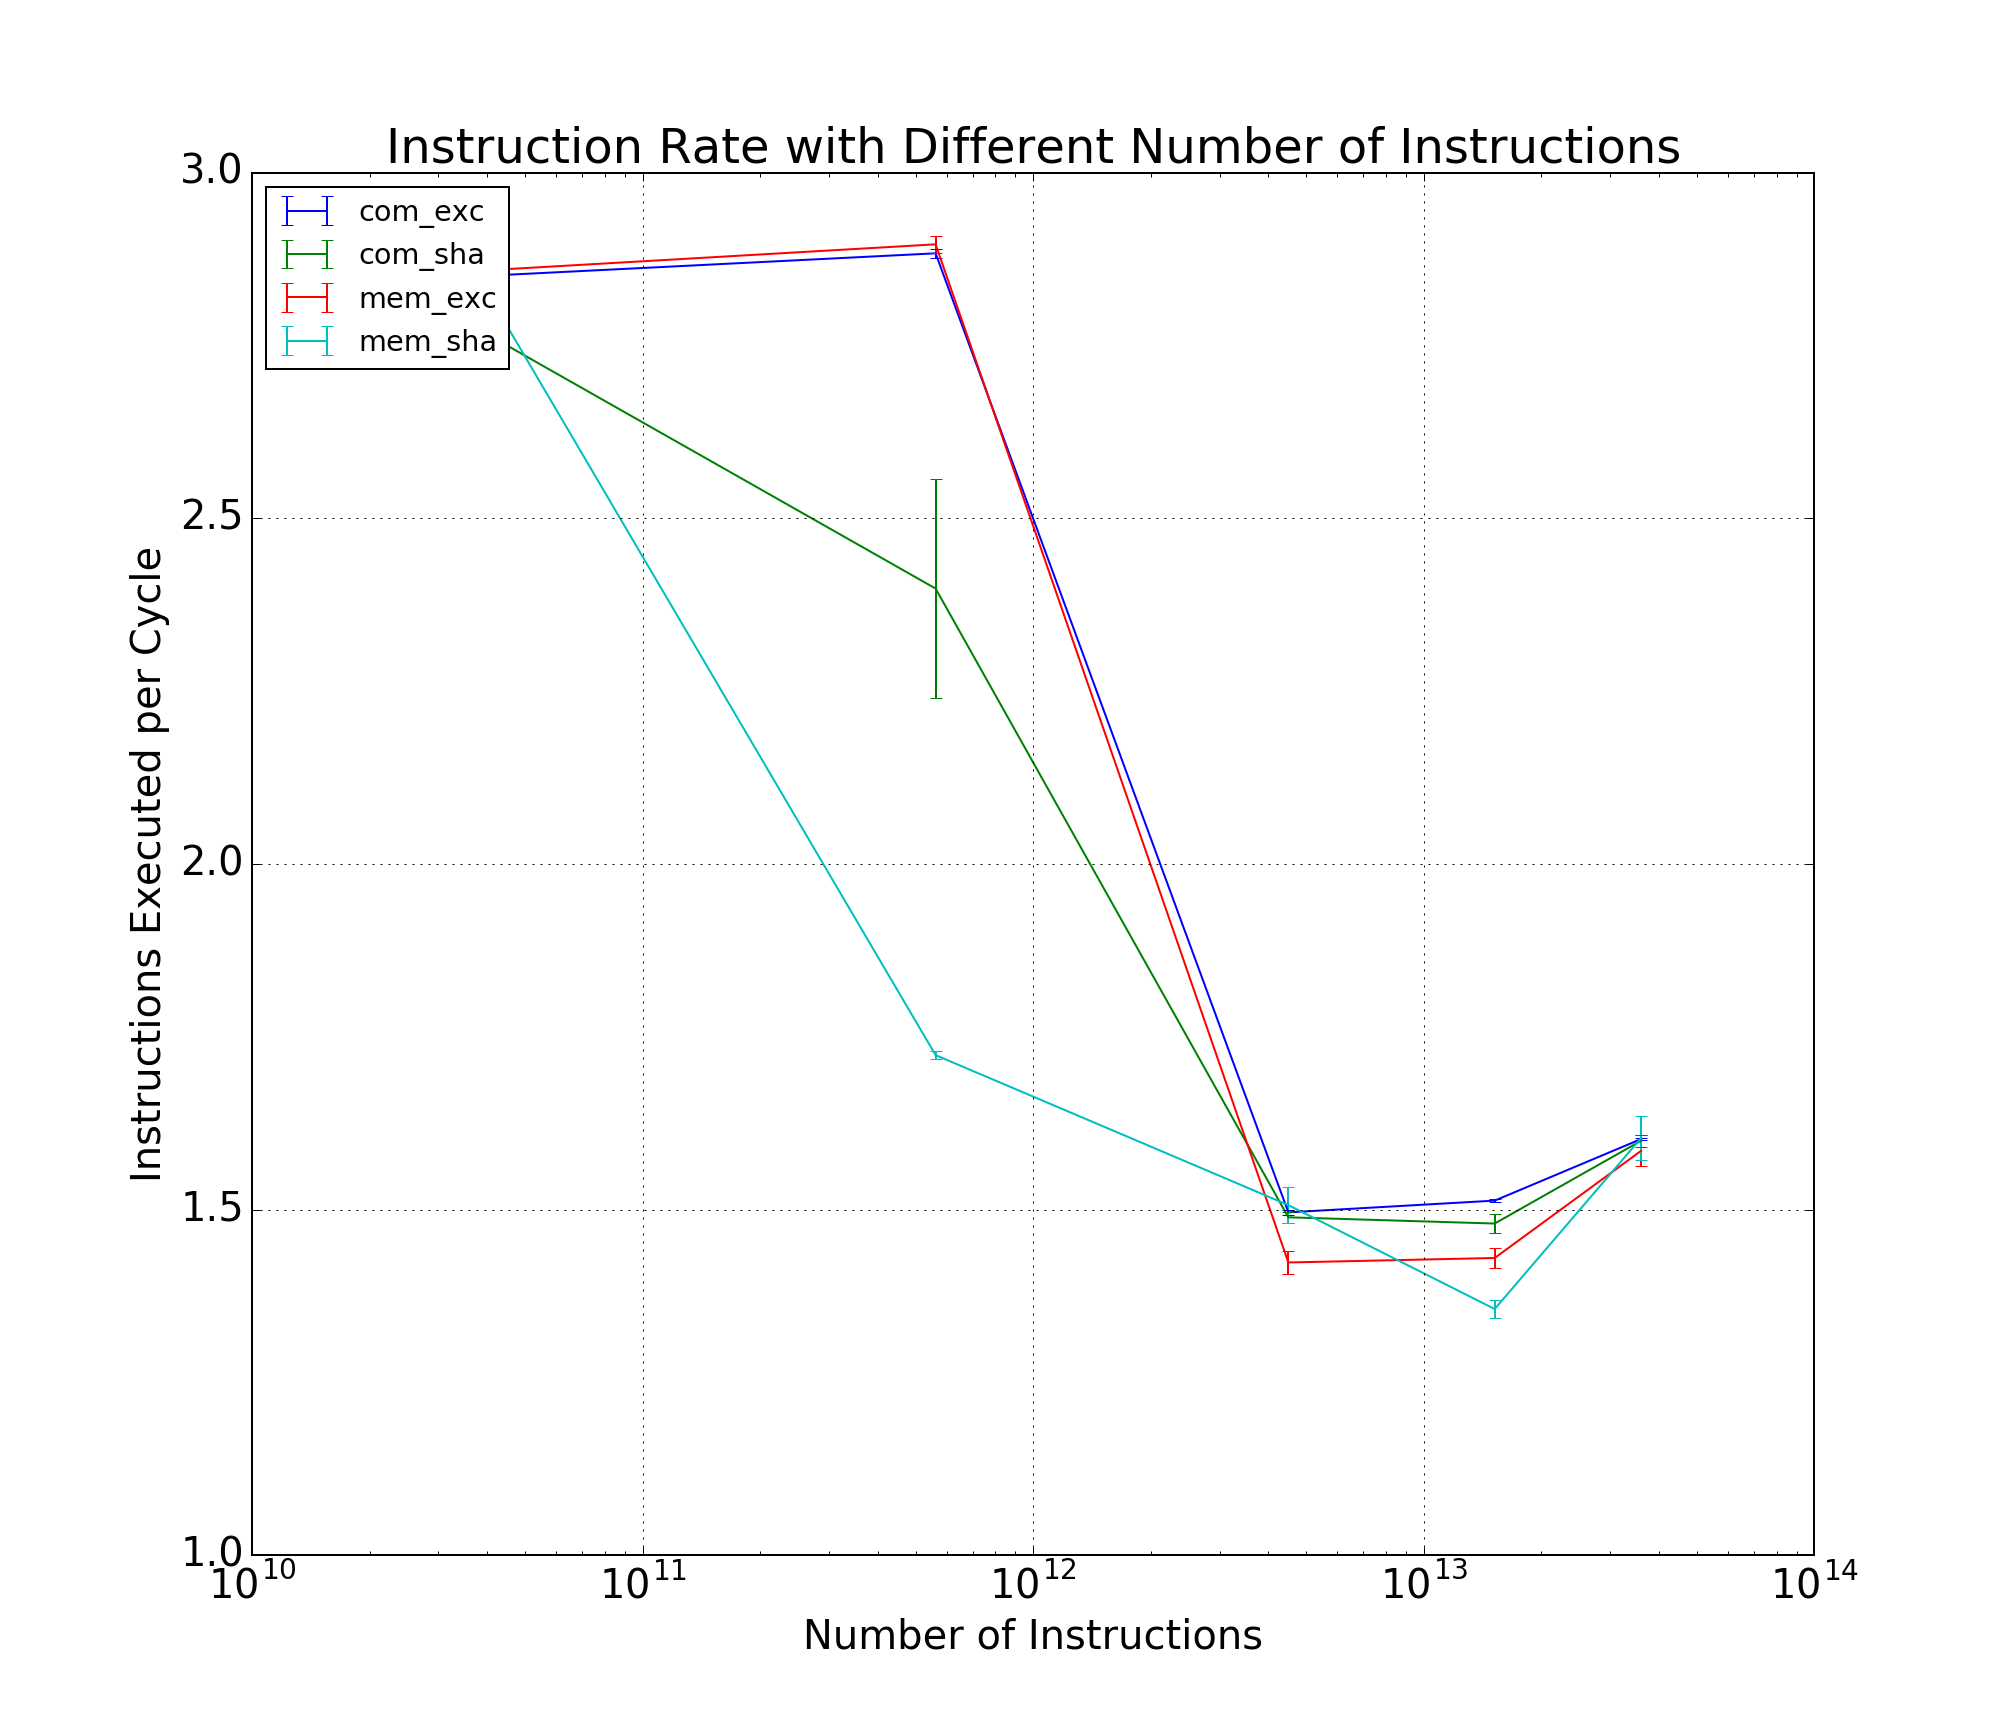 Instruction Rate with Different Number of Instructions
3.0
com_exc
com_sha
mem_exc
mem_sha
2.5
2.0
1.5
1.0
Instructions Executed per Cycle
10^10 10^11 10^12 10^13 10^14
Number of Instructions